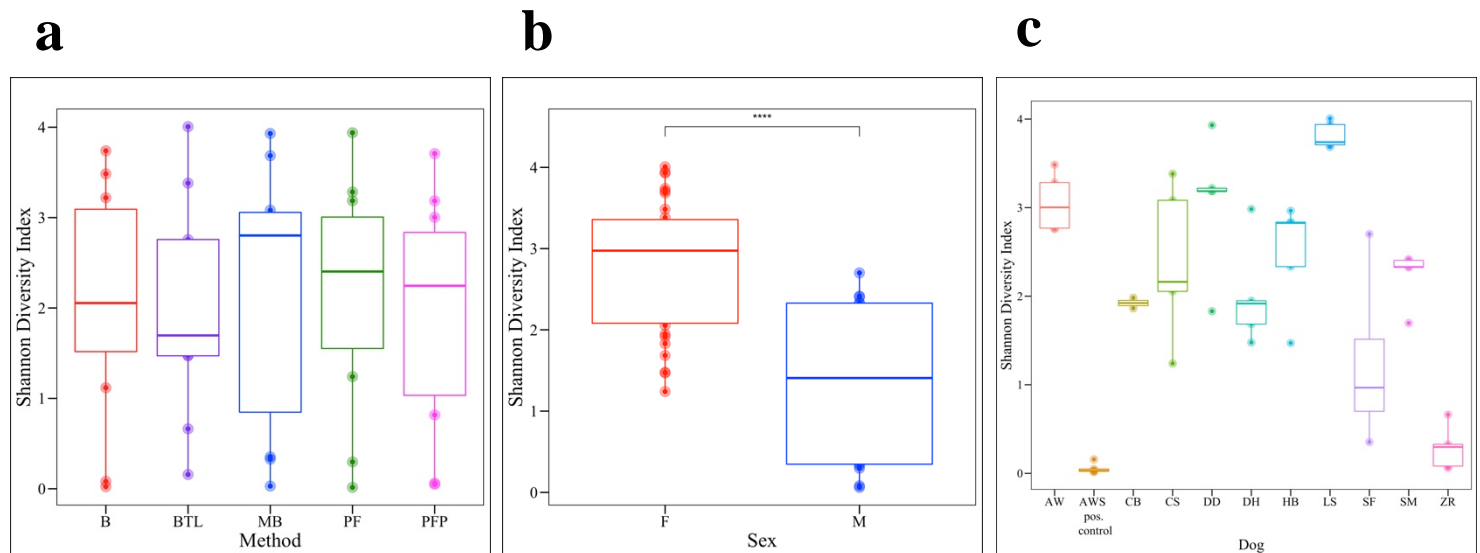 a
b
c
Shannon Diversity Index
4
3
2
1
0
B BTL MB PF PFP
Method
Shannon Diversity Index
****
4
3
2
1
0
F M
Sex
Shannon Diversity Index
4
3
2
1
0
AW AWS CB CS DD DH HB LS SF SM ZR
pos.
control
Dog